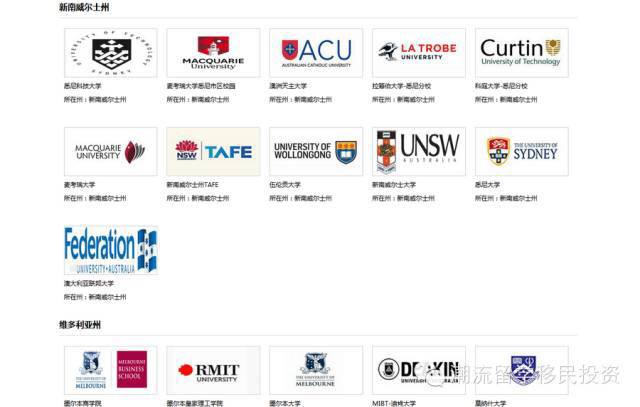 新南威尔士州
UNIVERSITY OF TECHNOLOGY SYDNEY
MACQUARIE
University
ACU
AUSTRALIAN CATHOLIC UNIVERSITY
LA TROBE
UNIVERSITY
Curtin
University of Technology
悉尼科技大学
麦考瑞大学悉尼市区校园
澳洲天主大学
拉筹伯大学-悉尼分校
科庭大学-悉尼分校
所在州：新南威尔士州
所在州：新南威尔士州
所在州：新南威尔士州
所在州：新南威尔士州
所在州：新南威尔士州
MACQUARIE
UNIVERSITY
NSW
TAFE
UNIVERSITY OF
WOLLONGONG
UNSW
AUSTRALIA
THE UNIVERSITY OF
SYDNEY
麦考瑞大学
新南威尔士州TAFE
伍伦贡大学
新南威尔士大学
悉尼大学
所在州：新南威尔士州
所在州：新南威尔士州
所在州：新南威尔士州
所在州：新南威尔士州
所在州：新南威尔士州
Federation
UNIVERSITY•AUSTRALIA
澳大利亚联邦大学
所在州：新南威尔士州
维多利亚州
THE UNIVERSITY OF
MELBOURNE
MELBOURNE
BUSINESS
SCHOOL
RMIT
UNIVERSITY
THE UNIVERSITY OF
MELBOURNE
DEAKIN
潮流留学移民投资
墨尔本商学院
墨尔本皇家理工学院
墨尔本大学
MIBT-迪肯大学
莫纳什大学